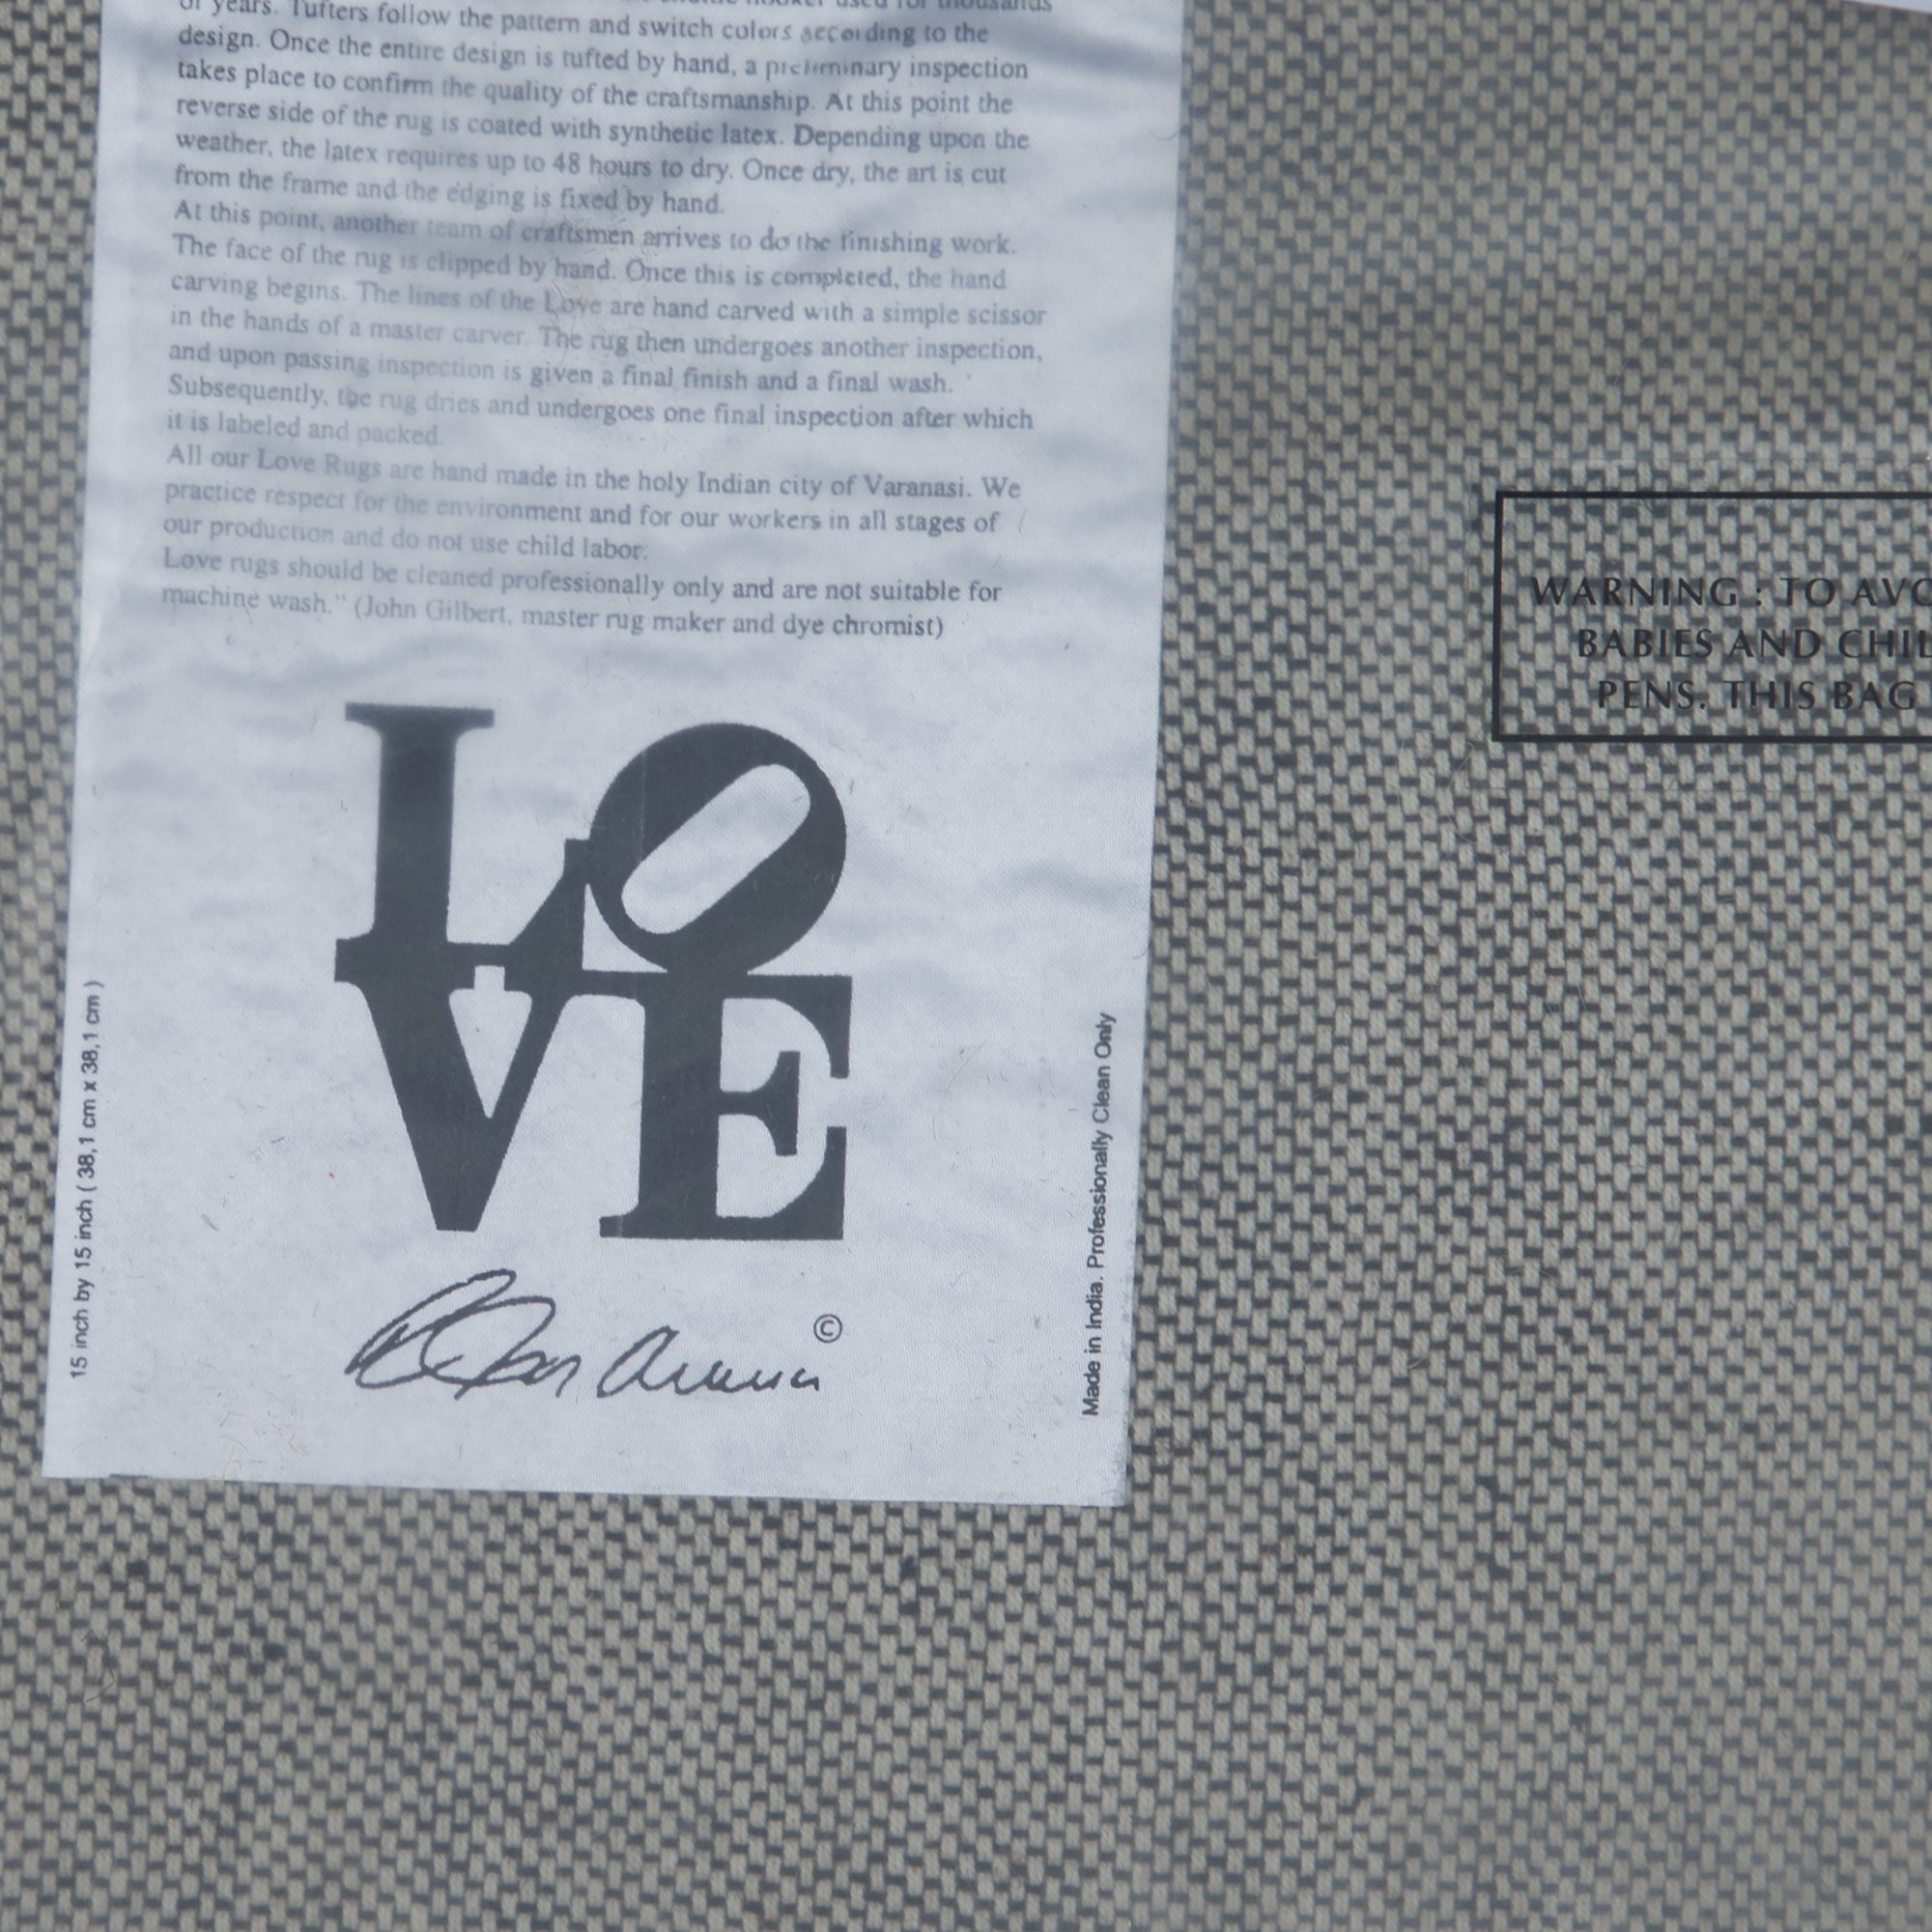 of years. Tufters follow the pattern and switch colors according to the
design. Once the entire design is tufted by hand, a preliminary inspection
takes place to confirm the quality of the craftsmanship. At this point the
reverse side of the rug is coated with synthetic latex. Depending upon the
weather, the latex requires up to 48 hours to dry. Once dry, the art is cut
from the frame and the edging is fixed by hand.
At this point, another team of craftsmen arrives to do the finishing work.
The face of the rug is clipped by hand. Once this is completed, the hand
carving begins. The lines of the Love are hand carved with a simple scissor
in the hands of a master carver. The rug then undergoes another inspection,
and upon passing inspection is given a final finish and a final wash.
Subsequently, the rug dries and undergoes one final inspection after which
it is labeled and packed.
All our Love Rugs are hand made in the holy Indian city of Varanasi. We
practice respect for the environment and for our workers in all stages of
our production and do not use child labor.
Love rugs should be cleaned professionally only and are not suitable for
machine wash." (John Gilbert, master rug maker and dye chromist)
LO
VE
©
15 inch by 15 inch ( 38,1 cm x 38,1 cm )
Made in India. Professionally Clean Only
WARNING : TO AVO
BABIES AND CHIL
PENS. THIS BAG